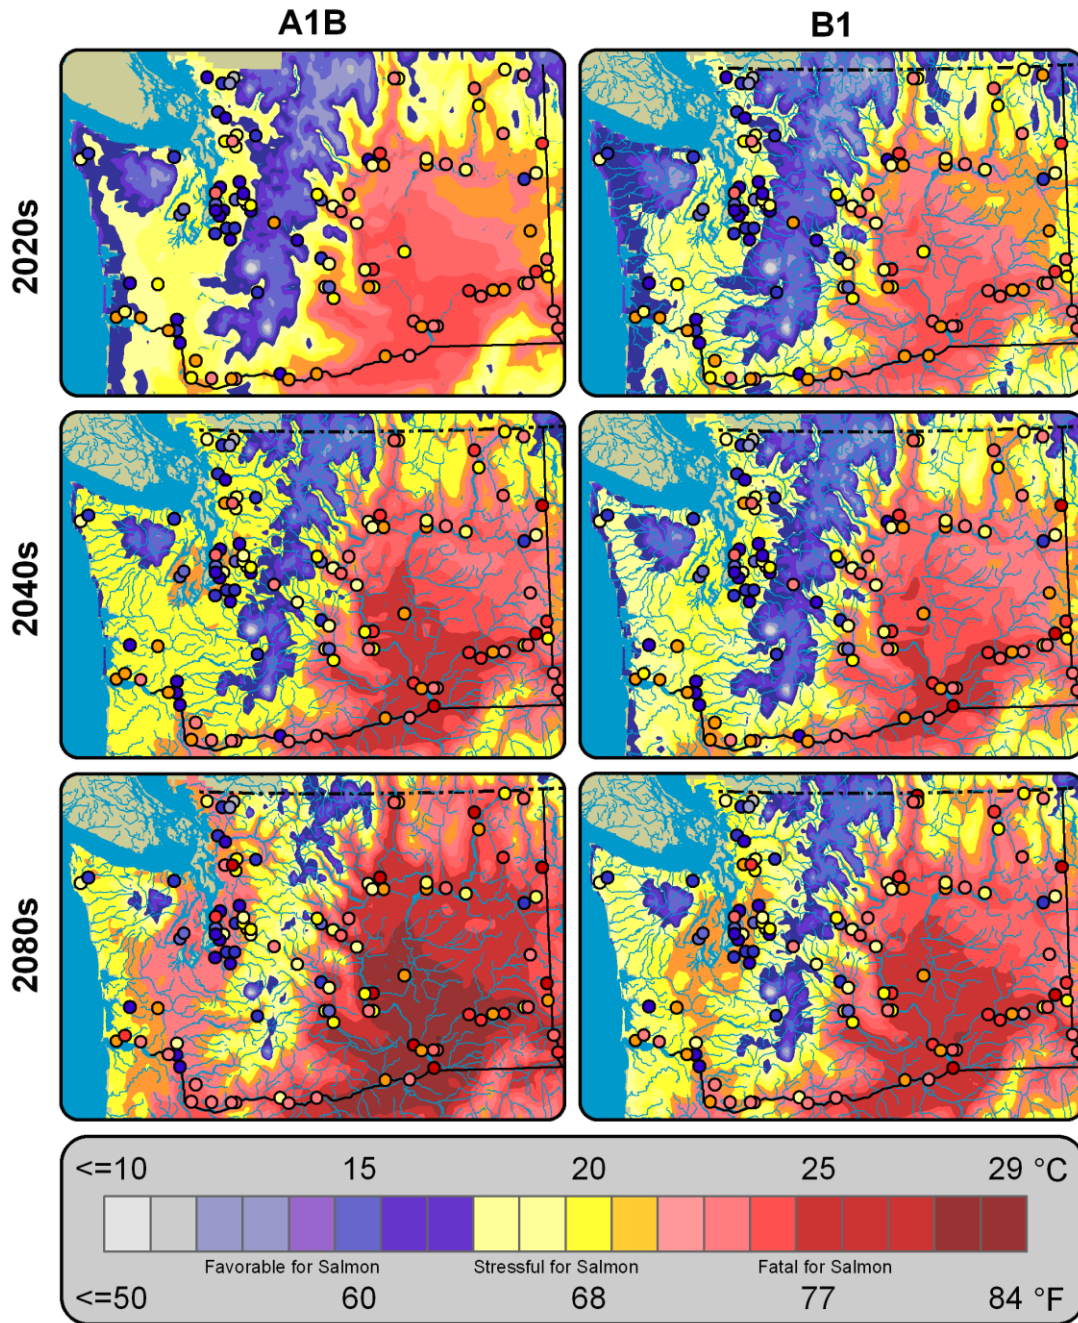 A1B B1
2020s
2040s
2080s
<=10 15 20 25 29 °C
Favorable for Salmon Stressful for Salmon Fatal for Salmon
<=50 60 68 77 84 °F